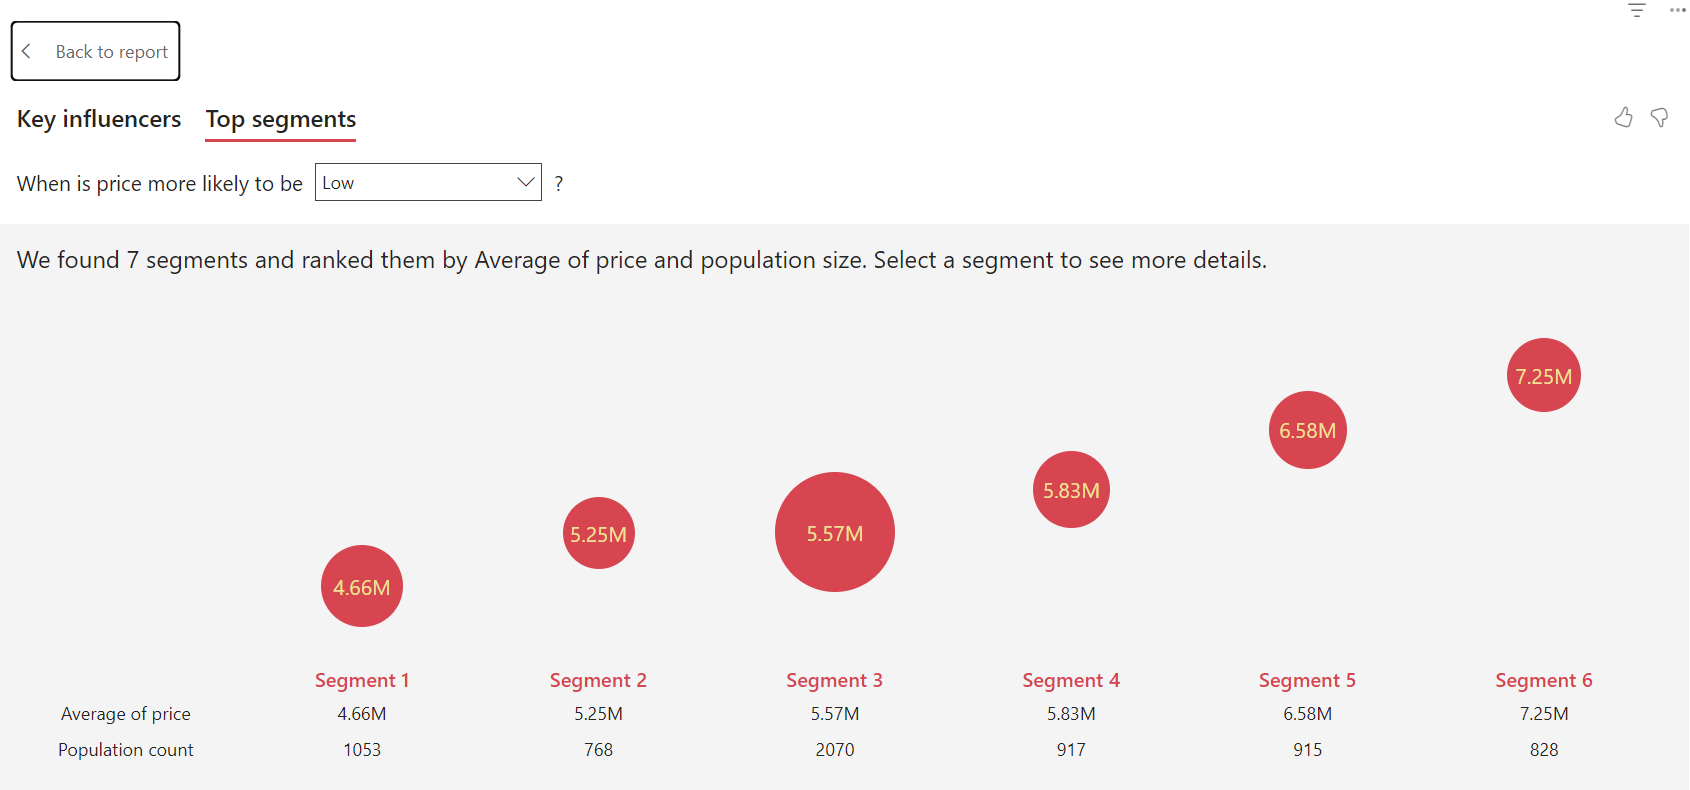 Back to report
Key influencers Top segments
When is price more likely to be Low ?
We found 7 segments and ranked them by Average of price and population size. Select a segment to see more details.
7.25M
6.58M
5.83M
5.57M
5.25M
4.66M
Segment 1 Segment 2 Segment 3 Segment 4 Segment 5 Segment 6
Average of price 4.66M 5.25M 5.57M 5.83M 6.58M 7.25M
Population count 1053 768 2070 917 915 828